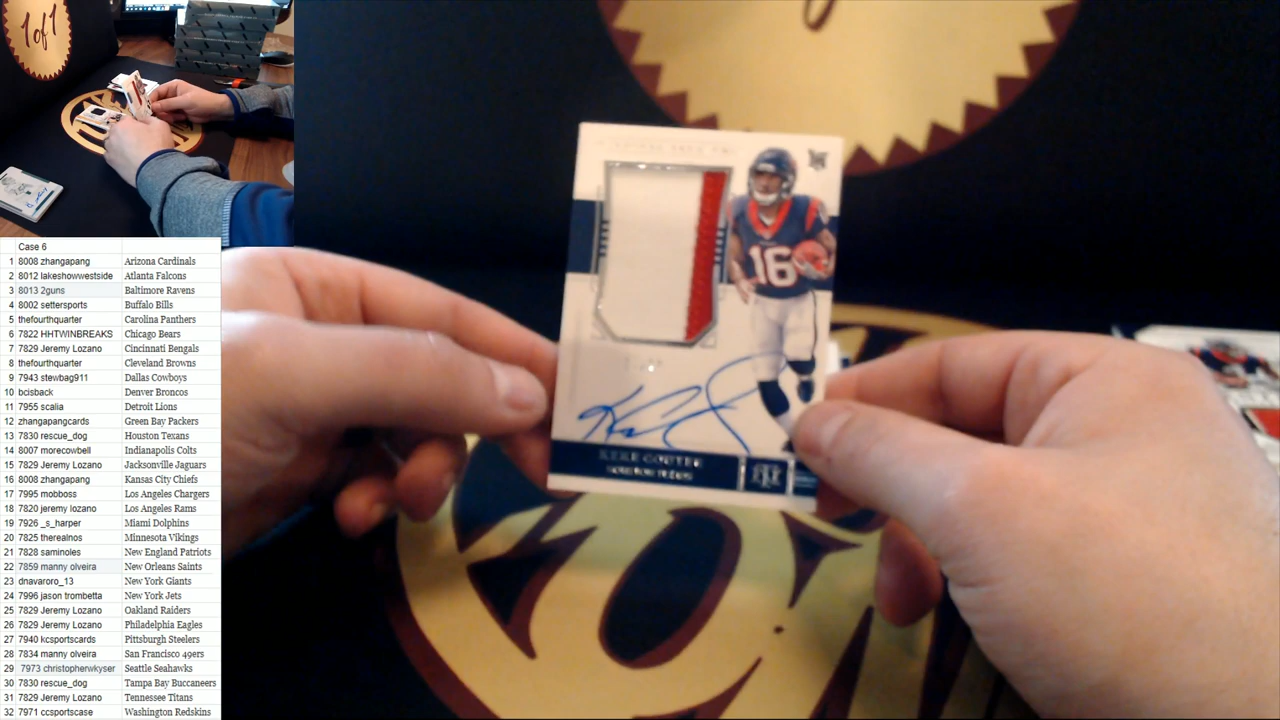 1 of 1
Case 6
1 8008 zhangapang Arizona Cardinals
2 8012 lakeshowwestside Atlanta Falcons
3 8013 2guns Baltimore Ravens
4 8002 settersports Buffalo Bills
5 thefourthquarter Carolina Panthers
6 7822 HHTWINBREAKS Chicago Bears
7 7829 Jeremy Lozano Cincinnati Bengals
8 thefourthquarter Cleveland Browns
9 7943 stewbag911 Dallas Cowboys
10 bcisback Denver Broncos
11 7955 scalia Detroit Lions
12 zhangapangcards Green Bay Packers
13 7830 rescue_dog Houston Texans
14 8007 morecowbell Indianapolis Colts
15 7829 Jeremy Lozano Jacksonville Jaguars
16 8008 zhangapang Kansas City Chiefs
17 7995 mobboss Los Angeles Chargers
18 7820 jeremy lozano Los Angeles Rams
19 7926 _s_harper Miami Dolphins
20 7825 therealnos Minnesota Vikings
21 7828 saminoles New England Patriots
22 7859 manny olveira New Orleans Saints
23 dnavaroro_13 New York Giants
24 7996 jason trombetta New York Jets
25 7829 Jeremy Lozano Oakland Raiders
26 7829 Jeremy Lozano Philadelphia Eagles
27 7940 kcsportscards Pittsburgh Steelers
28 7834 manny olveira San Francisco 49ers
29 7973 christopherwkyser Seattle Seahawks
30 7830 rescue_dog Tampa Bay Buccaneers
31 7829 Jeremy Lozano Tennessee Titans
32 7971 ccsportscase Washington Redskins
16
KEKE COUTEE
HOUSTON TEXANS